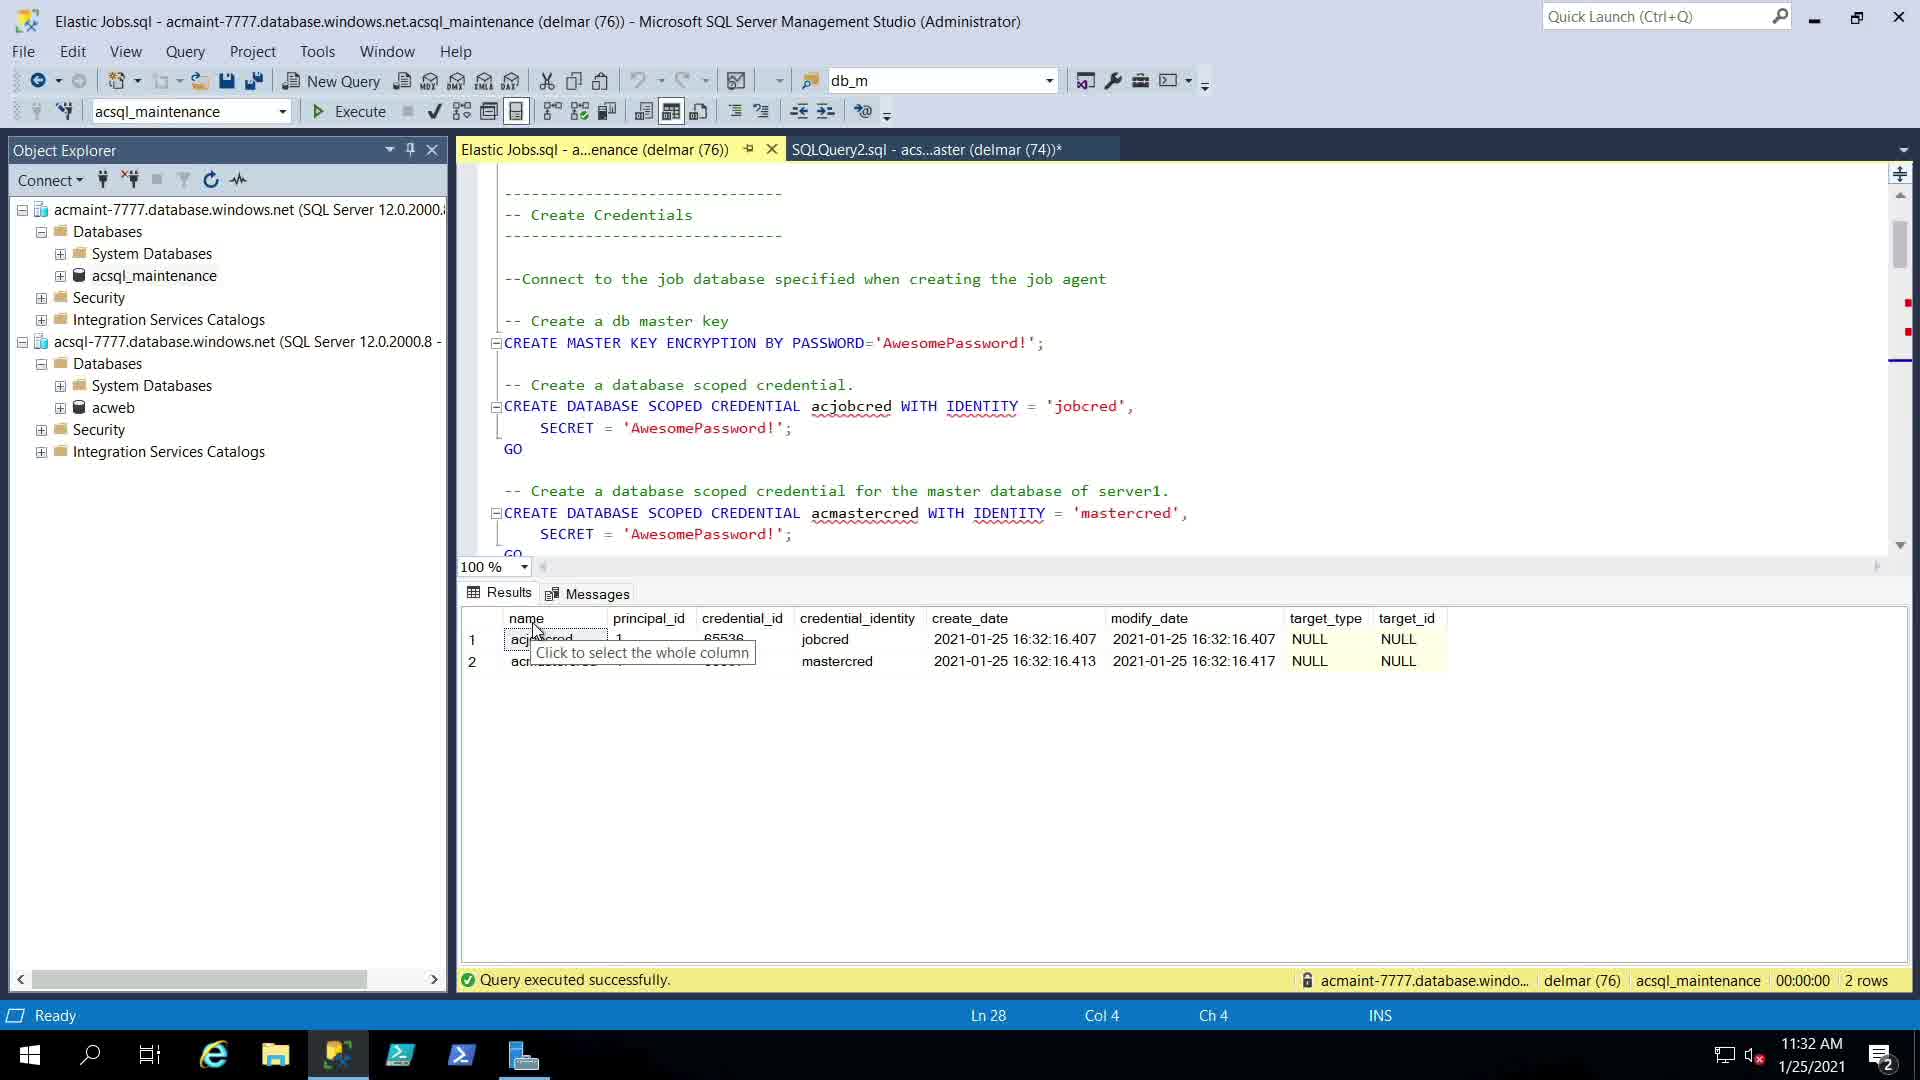 Elastic Jobs.sql - acmaint-7777.database.windows.net.acsql_maintenance (delmar (76)) - Microsoft SQL Server Management Studio (Administrator)
Quick Launch (Ctrl+Q)
File Edit View Query Project Tools Window Help
New Query
MDX DMX XMLA DAX
db_m
acsql_maintenance
Execute
Object Explorer
Elastic Jobs.sql - a...enance (delmar (76))
SQLQuery2.sql - acs...aster (delmar (74))*
Connect
acmaint-7777.database.windows.net (SQL Server 12.0.2000.
Databases
System Databases
acsql_maintenance
Security
Integration Services Catalogs
acsql-7777.database.windows.net (SQL Server 12.0.2000.8 -
Databases
System Databases
acweb
Security
Integration Services Catalogs
-------------------------------
-- Create Credentials
-------------------------------
--Connect to the job database specified when creating the job agent
-- Create a db master key
CREATE MASTER KEY ENCRYPTION BY PASSWORD='AwesomePassword!';
-- Create a database scoped credential.
CREATE DATABASE SCOPED CREDENTIAL acjobcred WITH IDENTITY = 'jobcred',
SECRET = 'AwesomePassword!';
GO
-- Create a database scoped credential for the master database of server1.
CREATE DATABASE SCOPED CREDENTIAL acmastercred WITH IDENTITY = 'mastercred',
SECRET = 'AwesomePassword!';
GO
100 %
Results Messages
name principal_id credential_id credential_identity create_date modify_date target_type target_id
1 jobcred 2021-01-25 16:32:16.407 2021-01-25 16:32:16.407 NULL NULL
Click to select the whole column
2 mastercred 2021-01-25 16:32:16.413 2021-01-25 16:32:16.417 NULL NULL
Query executed successfully.
acmaint-7777.database.windo... delmar (76) acsql_maintenance 00:00:00 2 rows
Ready
Ln 28 Col 4 Ch 4 INS
11:32 AM
1/25/2021
2